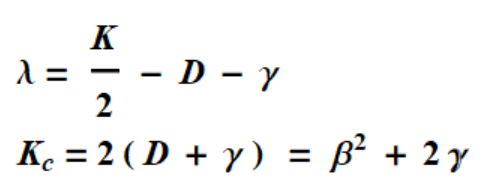 λ = K/2 − D − γ
K_c = 2 ( D + γ ) = β² + 2 γ